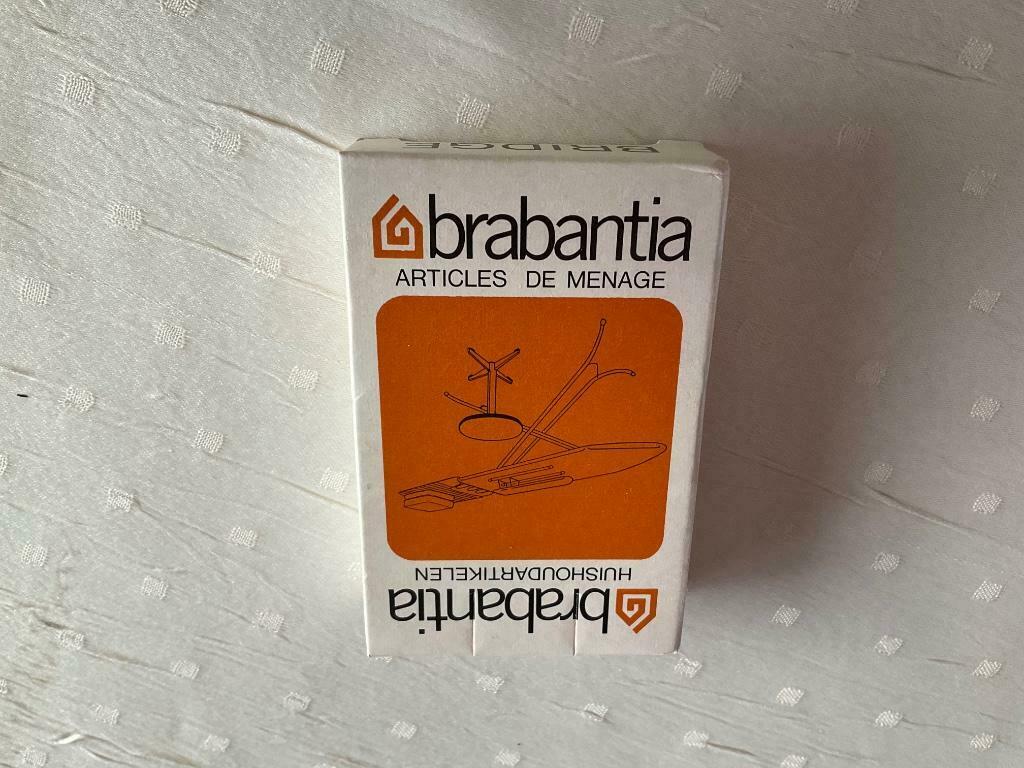 BRIDGE
brabantia
ARTICLES DE MENAGE
HUISHOUDARTIKELEN
brabantia